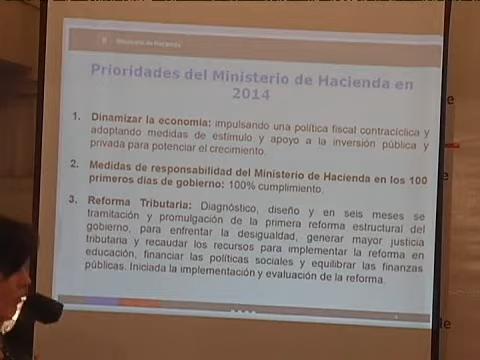 Ministerio de Hacienda
Prioridades del Ministerio de Hacienda en
2014
1. Dinamizar la economía: impulsando una política fiscal contracíclica y
adoptando medidas de estímulo y apoyo a la inversión pública y
privada para potenciar el crecimiento.
2. Medidas de responsabilidad del Ministerio de Hacienda en los 100
primeros días de gobierno: 100% cumplimiento.
3. Reforma Tributaria: Diagnóstico, diseño y en seis meses se
tramitación y promulgación de la primera reforma estructural del
gobierno, para enfrentar la desigualdad, generar mayor justicia
tributaria y recaudar los recursos para implementar la reforma en
educación, financiar las políticas sociales y equilibrar las finanzas
públicas. Iniciada la implementación y evaluación de la reforma.